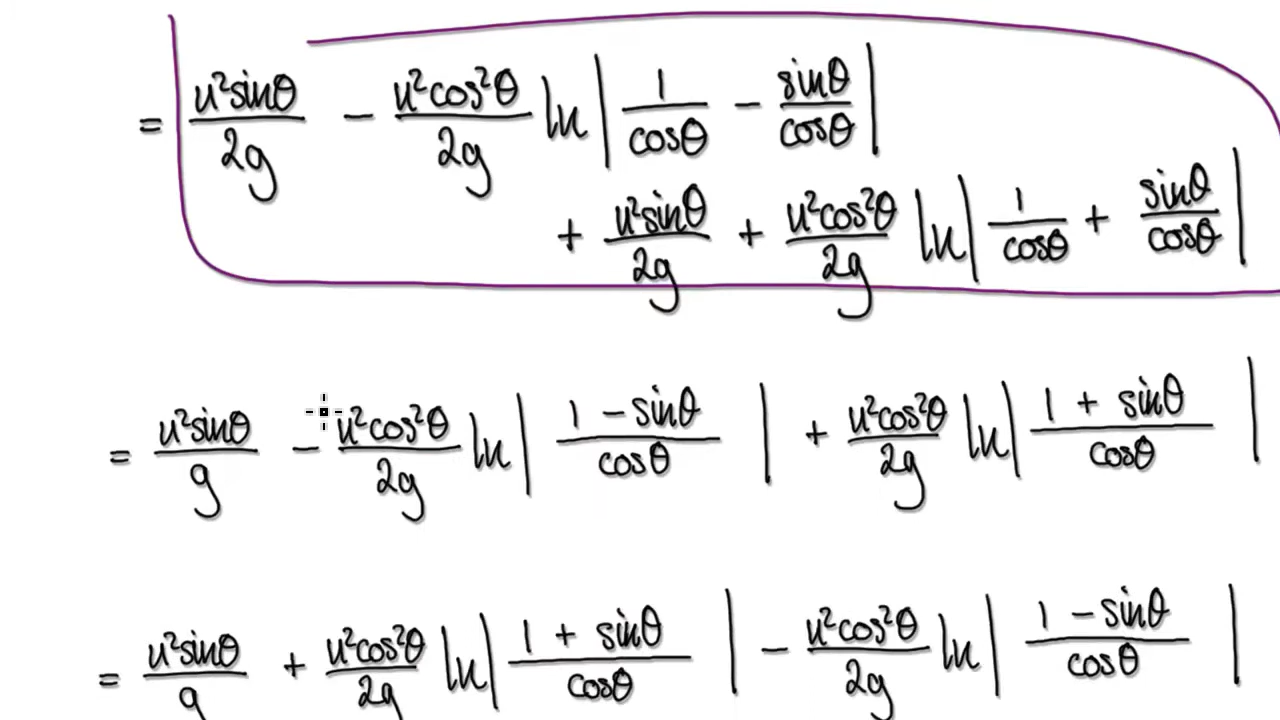 = u²sinθ/2g − u²cos²θ/2g ln| 1/cosθ − sinθ/cosθ |
+ u²sinθ/2g + u²cos²θ/2g ln| 1/cosθ + sinθ/cosθ |
= u²sinθ/g − u²cos²θ/2g ln| (1 − sinθ)/cosθ | + u²cos²θ/2g ln| (1 + sinθ)/cosθ |
= u²sinθ/g + u²cos²θ/2g ln| (1 + sinθ)/cosθ | − u²cos²θ/2g ln| (1 − sinθ)/cosθ |